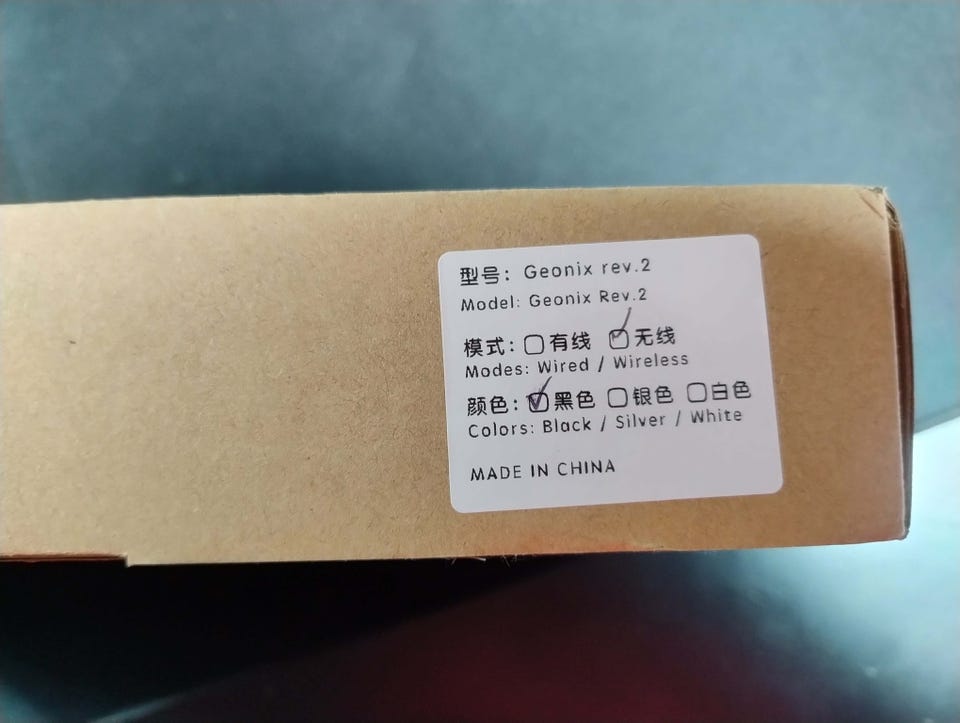 型号: Geonix rev.2
Model: Geonix Rev.2
模式: 有线 无线
Modes: Wired / Wireless
颜色: 黑色 银色 白色
Colors: Black / Silver / White
MADE IN CHINA